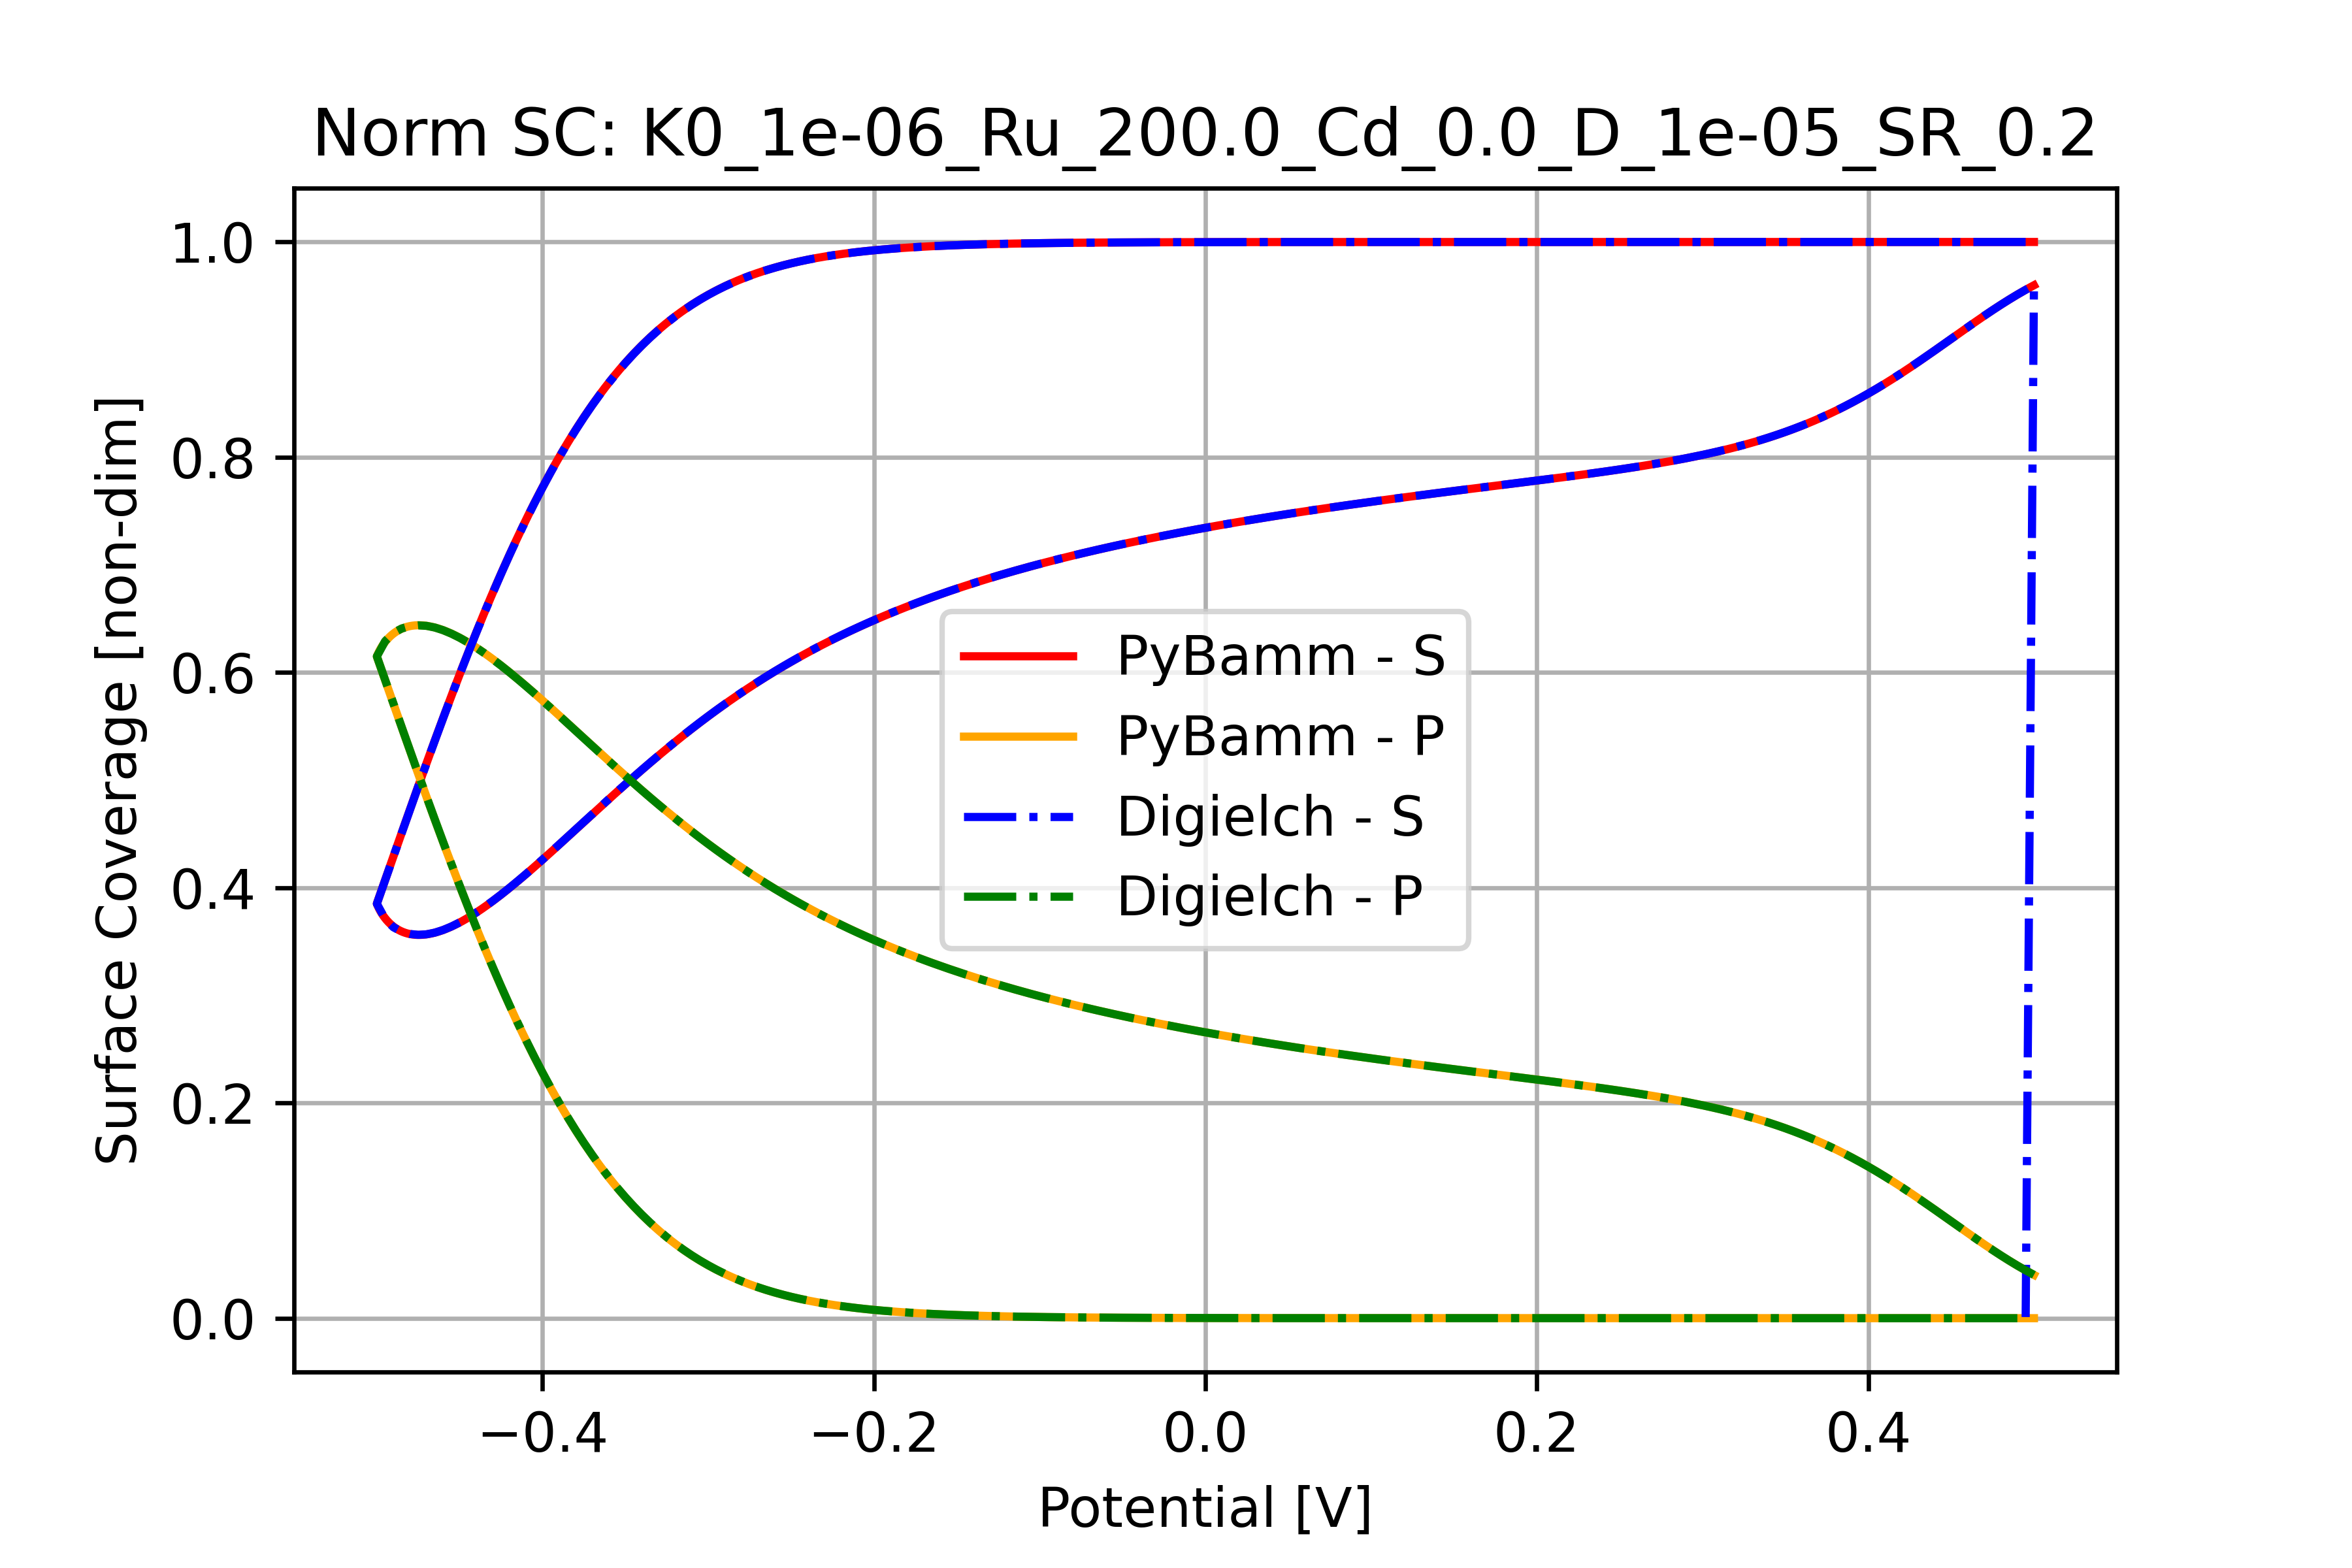 Norm SC: K0_1e-06_Ru_200.0_Cd_0.0_D_1e-05_SR_0.2
Surface Coverage [non-dim]
1.0
0.8
0.6
0.4
0.2
0.0
PyBamm - S
PyBamm - P
Digielch - S
Digielch - P
−0.4
−0.2
0.0
0.2
0.4
Potential [V]